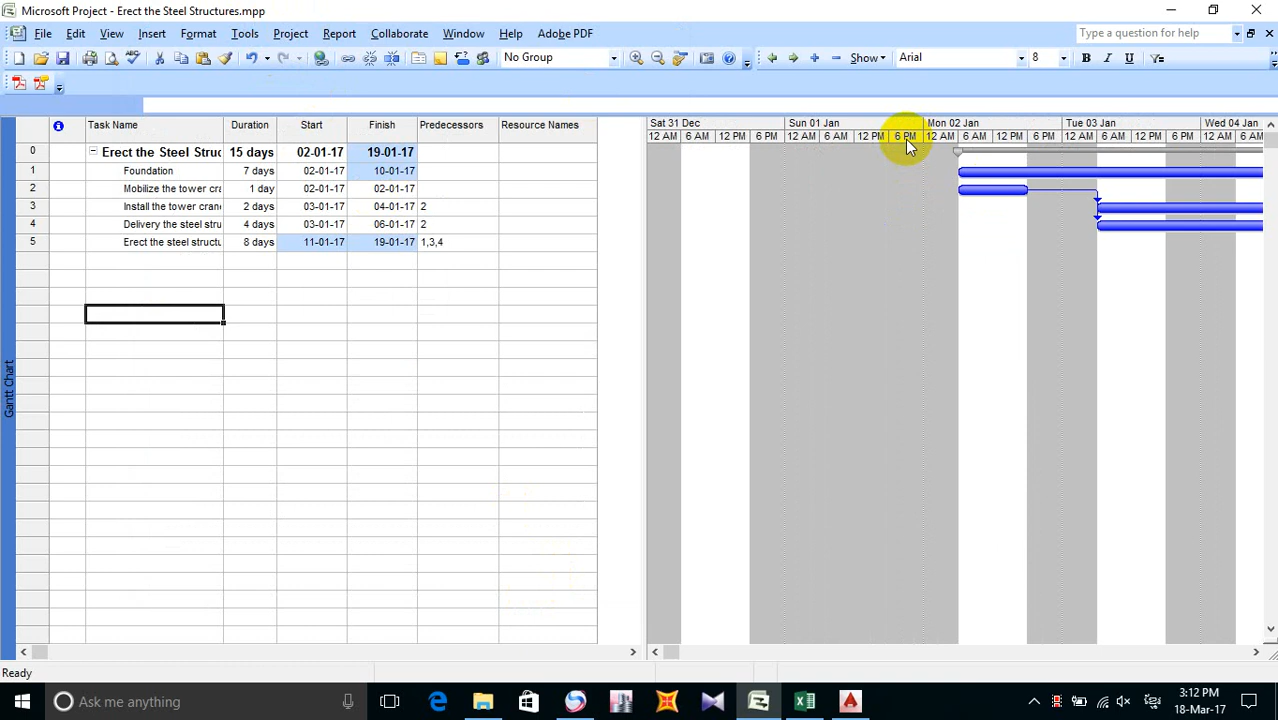 Microsoft Project - Erect the Steel Structures.mpp
File Edit View Insert Format Tools Project Report Collaborate Window Help Adobe PDF Type a question for help
No Group Show Arial 8 B I U
Task Name Duration Start Finish Predecessors Resource Names
Sat 31 Dec Sun 01 Jan Mon 02 Jan Tue 03 Jan Wed 04 Jan
12 AM 6 AM 12 PM 6 PM 12 AM 6 AM 12 PM 6 PM 12 AM 6 AM 12 PM 6 PM 12 AM 6 AM 12 PM 6 PM 12 AM 6 AM
0 Erect the Steel Struc 15 days 02-01-17 19-01-17
1 Foundation 7 days 02-01-17 10-01-17
2 Mobilize the tower cra 1 day 02-01-17 02-01-17
3 Install the tower cran 2 days 03-01-17 04-01-17 2
4 Delivery the steel stru 4 days 03-01-17 06-01-17 2
5 Erect the steel structu 8 days 11-01-17 19-01-17 1,3,4
Gantt Chart
Ready
Ask me anything
3:12 PM
18-Mar-17